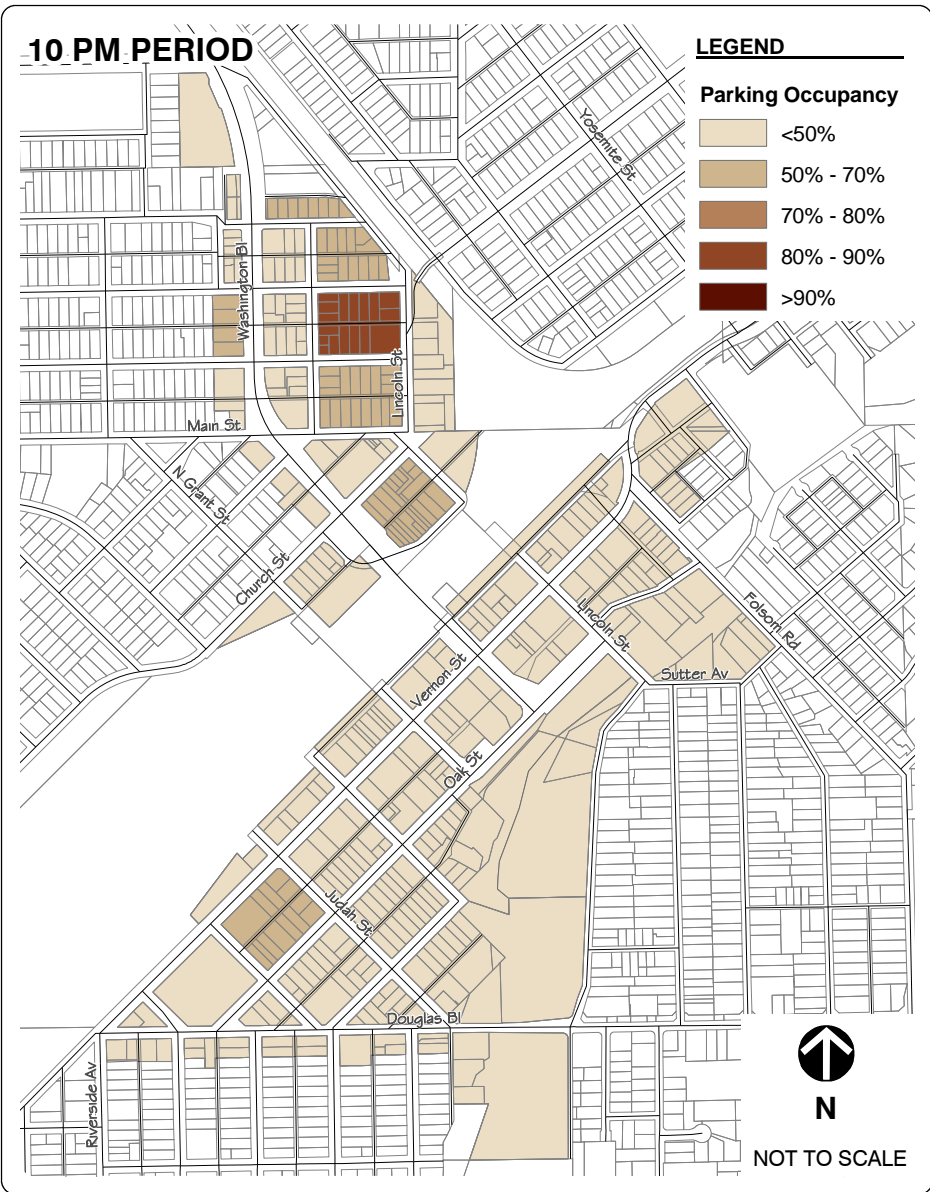 10 PM PERIOD
LEGEND
Parking Occupancy
<50%
50% - 70%
70% - 80%
80% - 90%
>90%
Yosemite St
Washington Bl
Lincoln St
Main St
N Grant St
Church St
Lincoln St
Folsom Rd
Sutter Av
Vernon St
Oak St
Judah St
Douglas Bl
Riverside Av
N
NOT TO SCALE